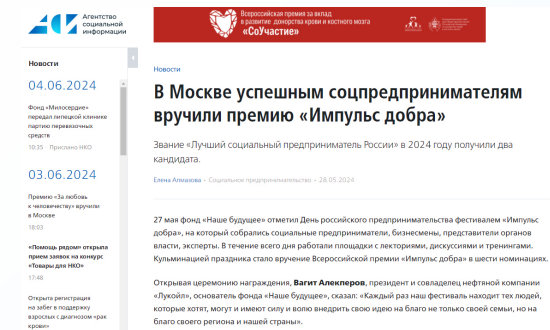 Агентство
социальной
информации
Всероссийская премия за вклад
в развитие донорства крови и костного мозга
«СоУчастие»
Новости
04.06.2024
Фонд «Милосердие»
передал липецкой клинике
партию перевязочных
средств
10:35 · Прислано НКО
03.06.2024
Премию «За любовь
к человечеству» вручили
в Москве
18:03
«Помощь рядом» открыла
прием заявок на конкурс
«Товары для НКО»
17:48
Открыта регистрация
на забег в поддержку
взрослых с диагнозом «рак
крови»
Новости
В Москве успешным соцпредпринимателям
вручили премию «Импульс добра»
Звание «Лучший социальный предприниматель России» в 2024 году получили два
кандидата.
Елена Алмазова · Социальное предпринимательство · 28.05.2024
27 мая фонд «Наше будущее» отметил День российского предпринимательства фестивалем «Импульс
добра», на который собрались социальные предприниматели, бизнесмены, представители органов
власти, эксперты. В течение всего дня работали площадки с лекториями, дискуссиями и тренингами.
Кульминацией праздника стало вручение Всероссийской премии «Импульс добра» в шести номинациях.
Открывая церемонию награждения, Вагит Алекперов, президент и совладелец нефтяной компании
«Лукойл», основатель фонда «Наше будущее», сказал: «Каждый раз наш фестиваль находит тех людей,
которые хотят, могут и имеют силу и волю внедрить свою идею на благо не только своей семьи, но на
благо своего региона и нашей страны».